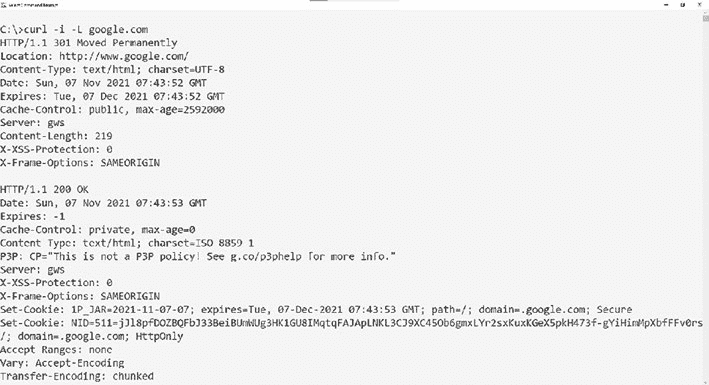 C:\>curl -i -L google.com
HTTP/1.1 301 Moved Permanently
Location: http://www.google.com/
Content-Type: text/html; charset=UTF-8
Date: Sun, 07 Nov 2021 07:43:52 GMT
Expires: Tue, 07 Dec 2021 07:43:52 GMT
Cache-Control: public, max-age=2592000
Server: gws
Content-Length: 219
X-XSS-Protection: 0
X-Frame-Options: SAMEORIGIN
HTTP/1.1 200 OK
Date: Sun, 07 Nov 2021 07:43:53 GMT
Expires: -1
Cache-Control: private, max-age=0
Content Type: text/html; charset=ISO 8859 1
P3P: CP="This is not a P3P policy! See g.co/p3phelp for more info."
Server: gws
X-XSS-Protection: 0
X-Frame-Options: SAMEORIGIN
Set-Cookie: 1P_JAR=2021-11-07-07; expires=Tue, 07-Dec-2021 07:43:53 GMT; path=/; domain=.google.com; Secure
Set-Cookie:
/; domain=.google.com; HttpOnly
Accept Ranges: none
Vary: Accept-Encoding
Transfer-Encoding: chunked